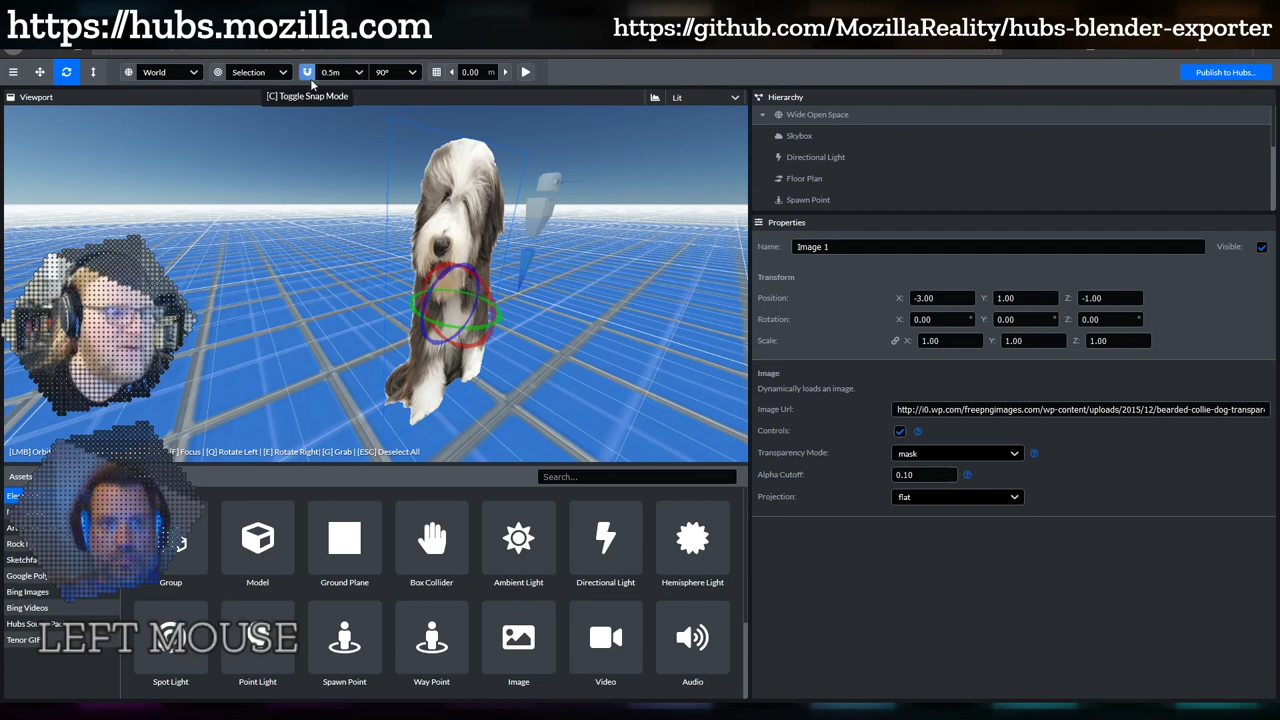 https://hubs.mozilla.com
https://github.com/MozillaReality/hubs-blender-exporter
World
Selection
0.5m
90°
0.00 m
Publish to Hubs...
[C] Toggle Snap Mode
Viewport
Lit
Hierarchy
Wide Open Space
Skybox
Directional Light
Floor Plan
Spawn Point
Properties
Name: Image 1
Visible:
Transform
Position: X: -3.00 Y: 1.00 Z: -1.00
Rotation: X: 0.00 ° Y: 0.00 ° Z: 0.00 °
Scale: X: 1.00 Y: 1.00 Z: 1.00
Image
Dynamically loads an image.
Image Url: http://i0.wp.com/freepngimages.com/wp-content/uploads/2015/12/bearded-collie-dog-transpar
Controls:
Transparency Mode: mask
Alpha Cutoff: 0.10
Projection: flat
[LMB] Orbi F] Focus | [Q] Rotate Left | [E] Rotate Right| [G] Grab | [ESC] Deselect All
Assets
Search...
Rock
Sketchfa
Google Poly
Bing Images
Bing Videos
Hubs Sou
Tenor GIF
Group
Model
Ground Plane
Box Collider
Ambient Light
Directional Light
Hemisphere Light
LEFT MOUSE
Spot Light
Point Light
Spawn Point
Way Point
Image
Video
Audio